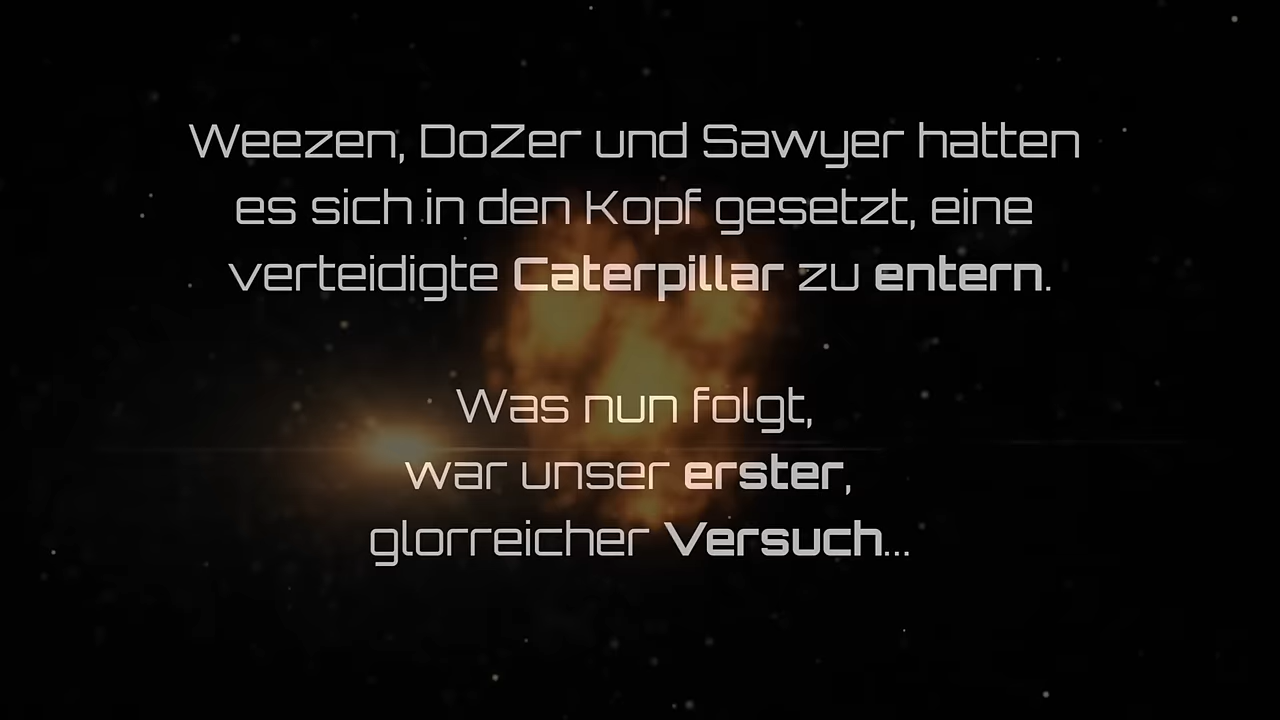 Weezen, DoZer und Sawyer hatten
es sich in den Kopf gesetzt, eine
verteidigte Caterpillar zu entern.
Was nun folgt,
war unser erster,
glorreicher Versuch...